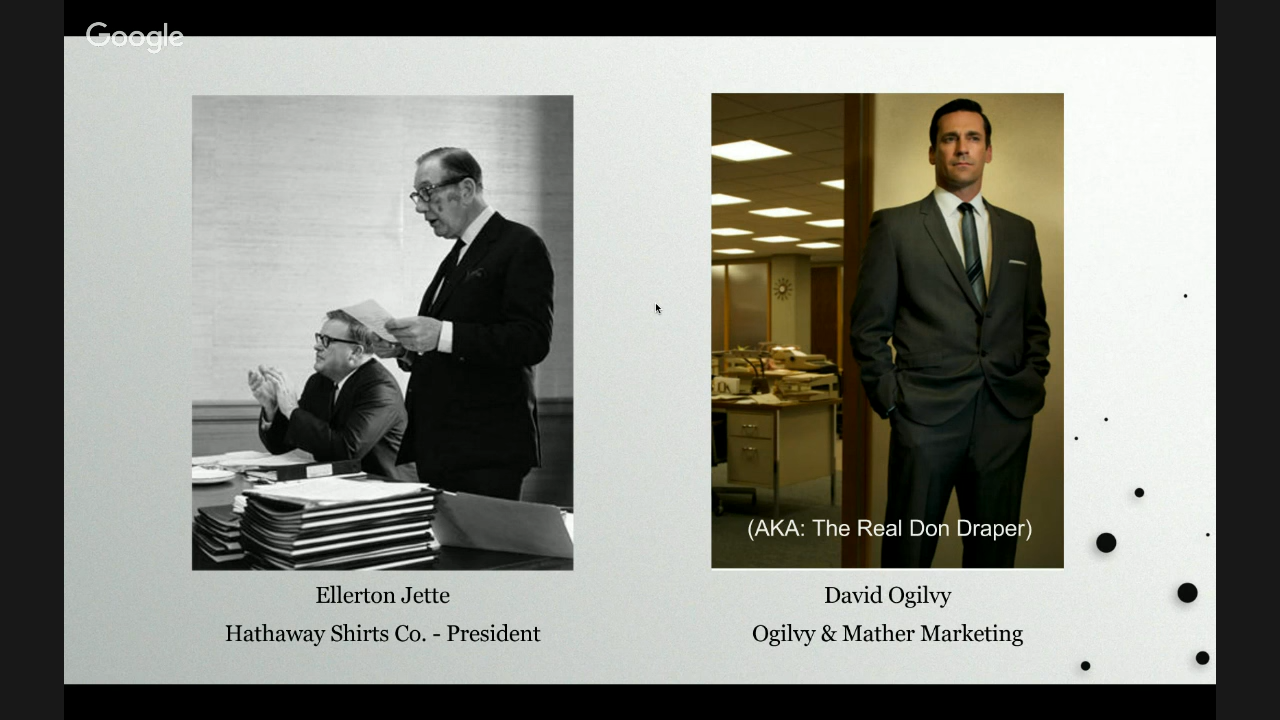 Google
(AKA: The Real Don Draper)
Ellerton Jette
Hathaway Shirts Co. - President
David Ogilvy
Ogilvy & Mather Marketing